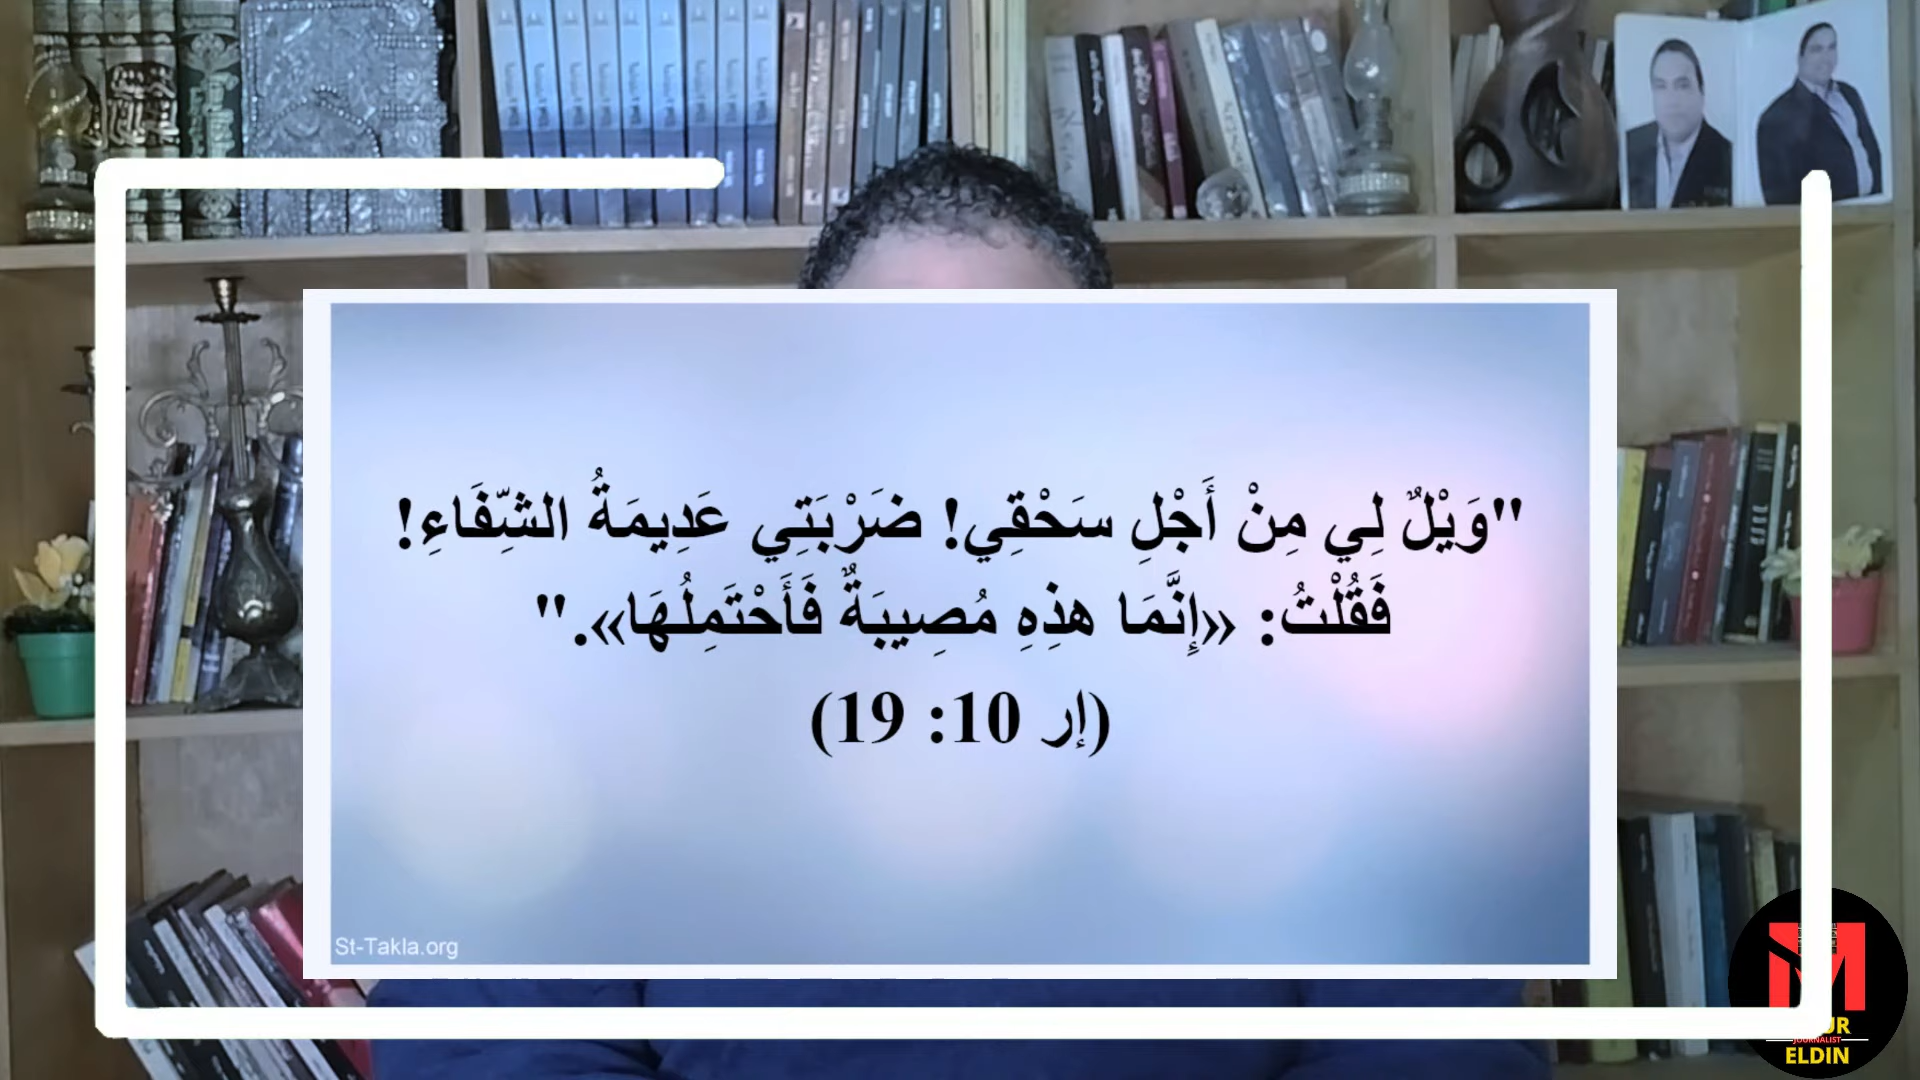 "وَيْلٌ لِي مِنْ أَجْلِ سَحْقِي! ضَرْبَتِي عَدِيمَةُ الشِّفَاءِ!
فَقُلْتُ: «إِنَّمَا هذِهِ مُصِيبَةٌ فَأَحْتَمِلُهَا»."
(إر 10: 19)
St-Takla.org
JOURNALIST
ELDIN